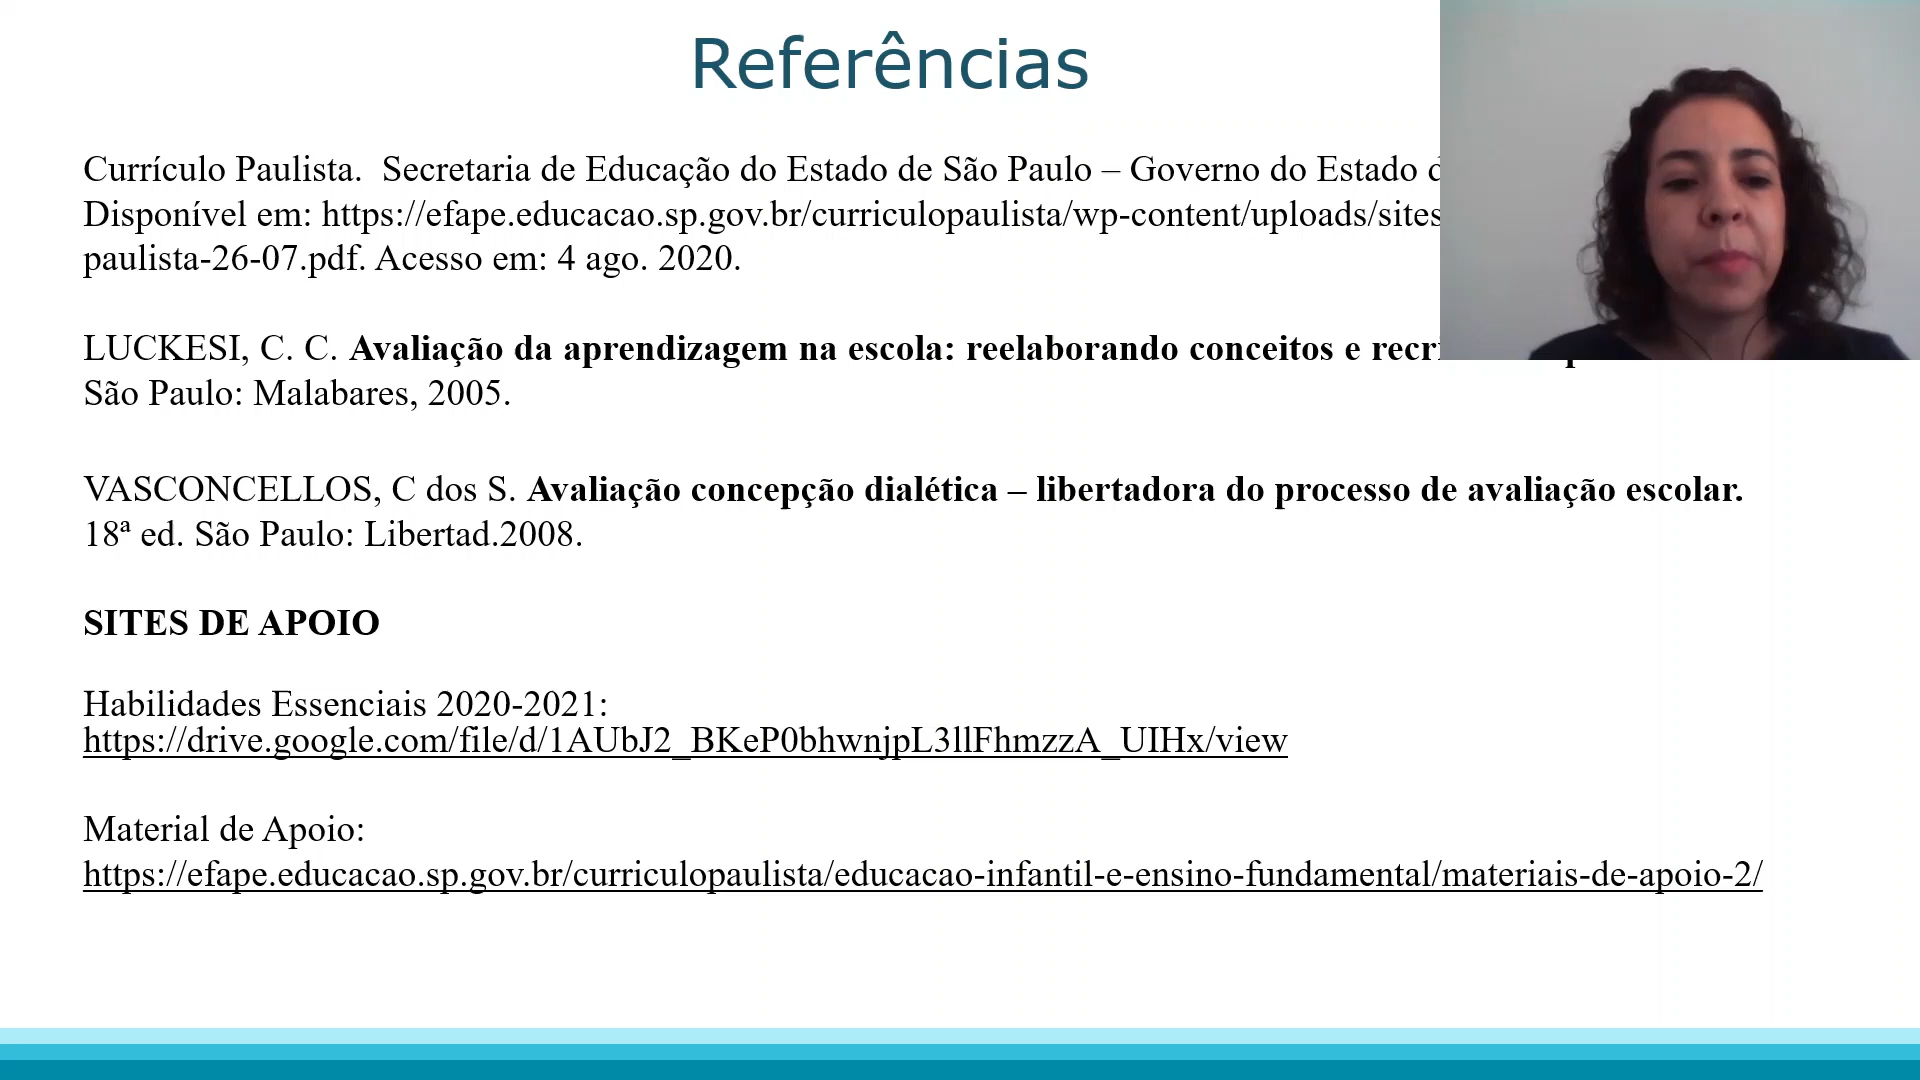 Referências
Currículo Paulista. Secretaria de Educação do Estado de São Paulo – Governo do Estado
Disponível em: https://efape.educacao.sp.gov.br/curriculopaulista/wp-content/uploads/sites
paulista-26-07.pdf. Acesso em: 4 ago. 2020.
LUCKESI, C. C. Avaliação da aprendizagem na escola: reelaborando conceitos e
São Paulo: Malabares, 2005.
VASCONCELLOS, C dos S. Avaliação concepção dialética – libertadora do processo de avaliação escolar.
18ª ed. São Paulo: Libertad.2008.
SITES DE APOIO
Habilidades Essenciais 2020-2021:
https://drive.google.com/file/d/1AUbJ2_BKeP0bhwnjpL3llFhmzzA_UIHx/view
Material de Apoio:
https://efape.educacao.sp.gov.br/curriculopaulista/educacao-infantil-e-ensino-fundamental/materiais-de-apoio-2/